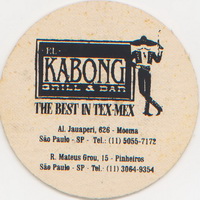 EL
KABONG
GRILL & BAR
THE BEST IN TEX-MEX
Al. Jauaperi, 626 - Moema
São Paulo - SP - Tel.: (11) 5055-7172
R. Mateus Grou, 15 - Pinheiros
São Paulo - SP - Tel.: (11) 3064-9354